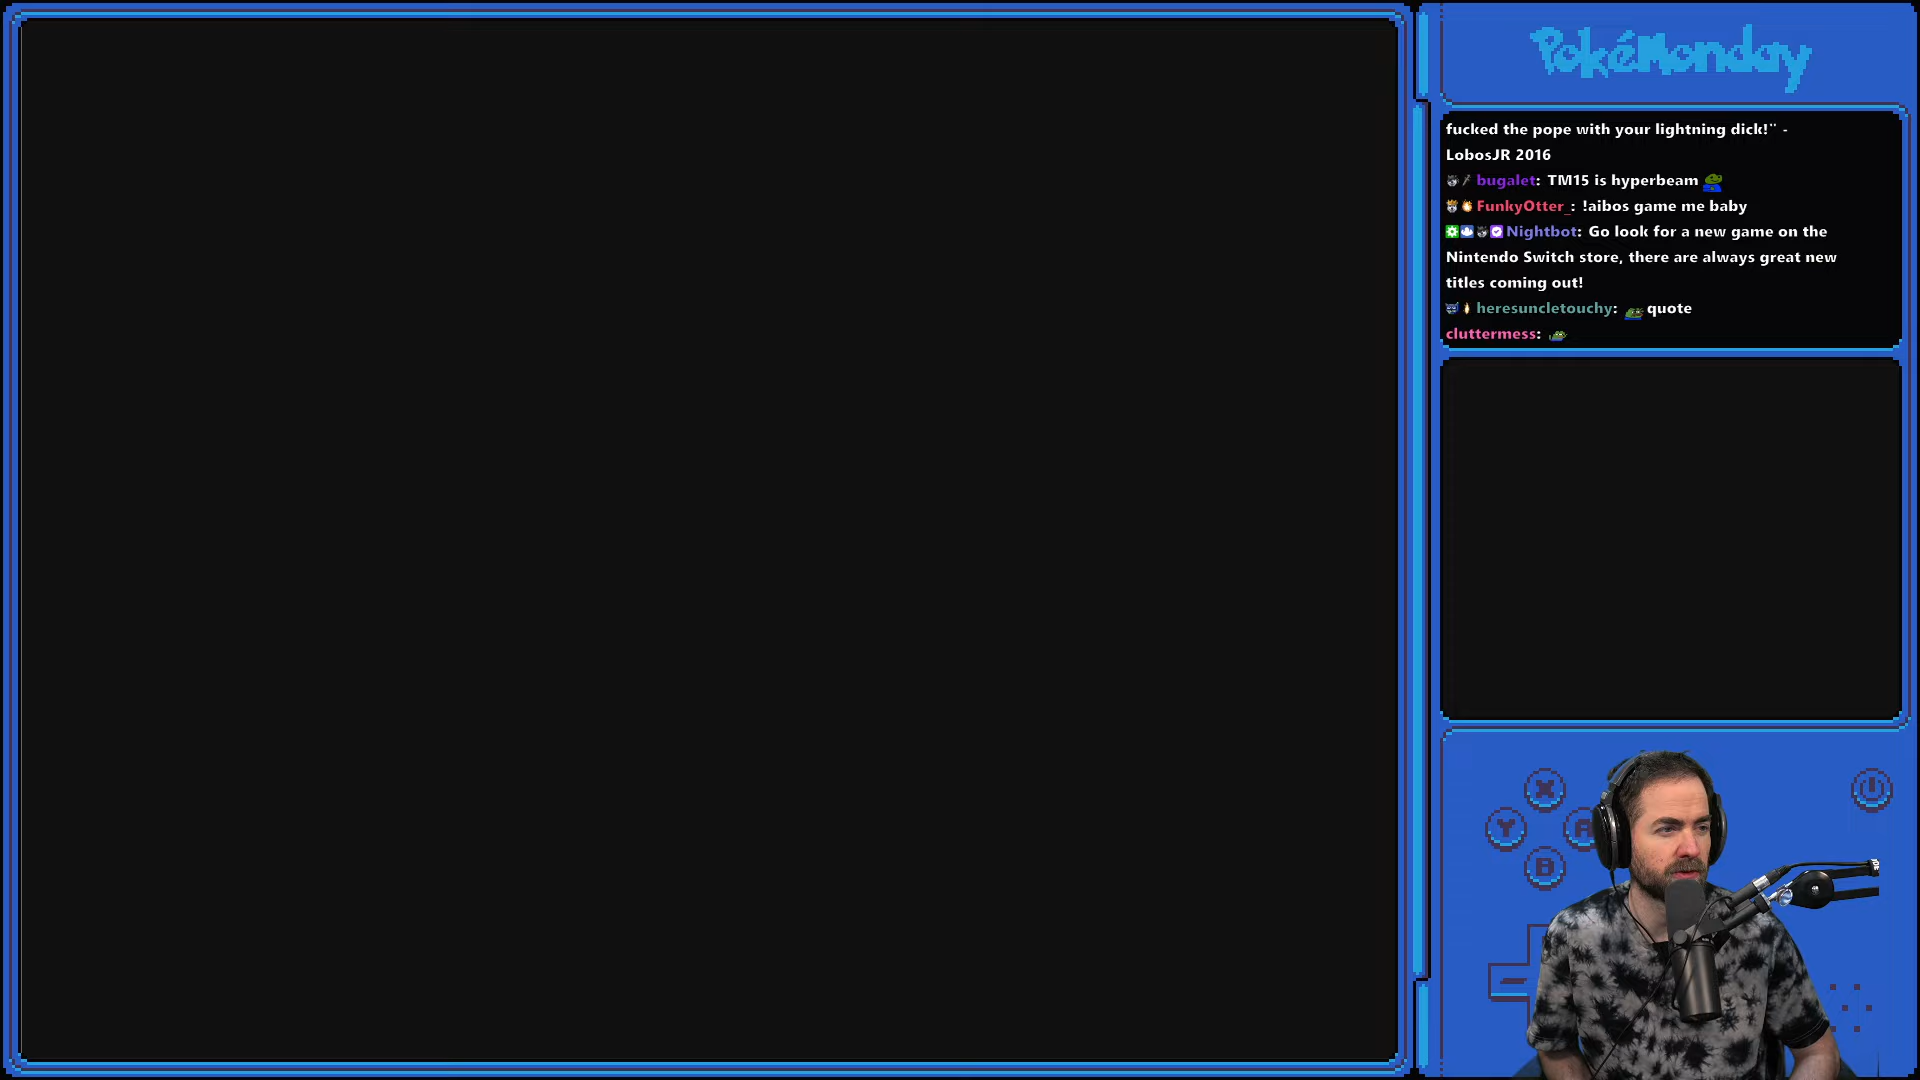 PokéMonday
fucked the pope with your lightning dick!" -
LobosJR 2016
bugalet: TM15 is hyperbeam
FunkyOtter_: !aibos game me baby
Nightbot: Go look for a new game on the
Nintendo Switch store, there are always great new
titles coming out!
heresuncletouchy: quote
cluttermess:
X
Y A
B